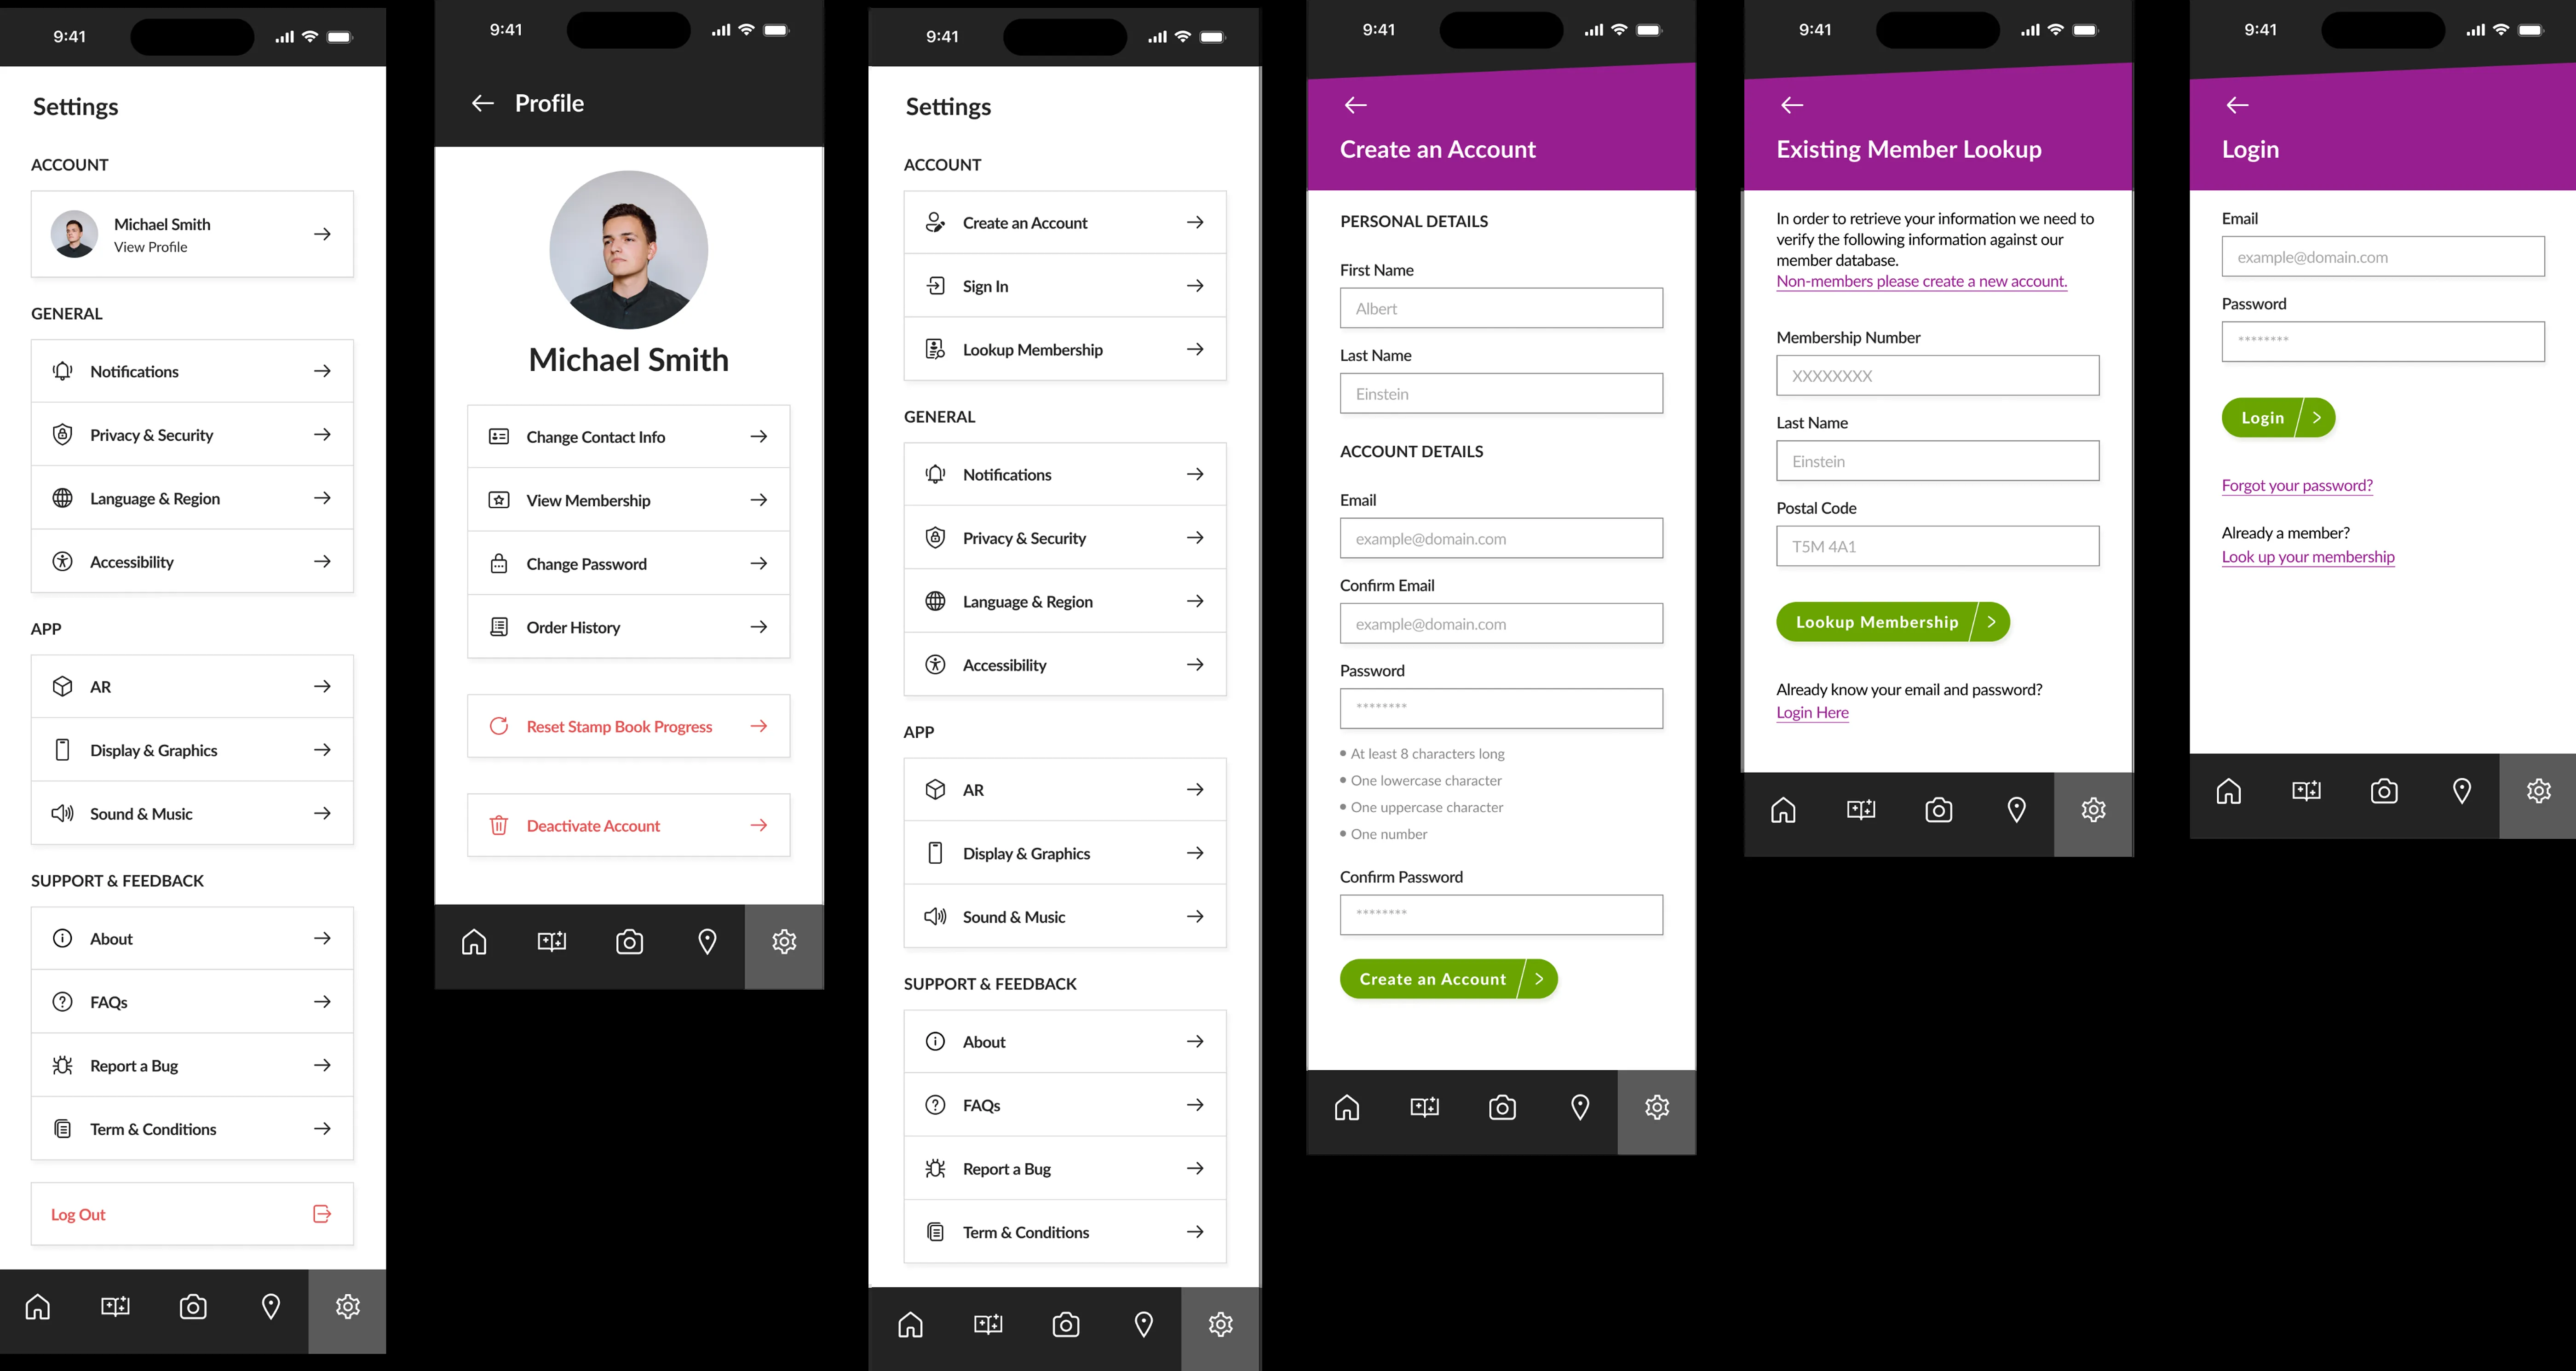 9:41
Settings
ACCOUNT
Michael Smith
View Profile
GENERAL
Notifications
Privacy & Security
Language & Region
Accessibility
APP
AR
Display & Graphics
Sound & Music
SUPPORT & FEEDBACK
About
FAQs
Report a Bug
Term & Conditions
Log Out
9:41
Profile
Michael Smith
Change Contact Info
View Membership
Change Password
Order History
Reset Stamp Book Progress
Deactivate Account
9:41
Settings
ACCOUNT
Create an Account
Sign In
Lookup Membership
GENERAL
Notifications
Privacy & Security
Language & Region
Accessibility
APP
AR
Display & Graphics
Sound & Music
SUPPORT & FEEDBACK
About
FAQs
Report a Bug
Term & Conditions
9:41
Create an Account
PERSONAL DETAILS
First Name
Albert
Last Name
Einstein
ACCOUNT DETAILS
Email
example@domain.com
Confirm Email
example@domain.com
Password
********
• At least 8 characters long
• One lowercase character
• One uppercase character
• One number
Confirm Password
********
Create an Account
9:41
Existing Member Lookup
In order to retrieve your information we need to
verify the following information against our
member database.
Non-members please create a new account.
Membership Number
XXXXXXXX
Last Name
Einstein
Postal Code
T5M 4A1
Lookup Membership
Already know your email and password?
Login Here
9:41
Login
Email
example@domain.com
Password
********
Login
Forgot your password?
Already a member?
Look up your membership